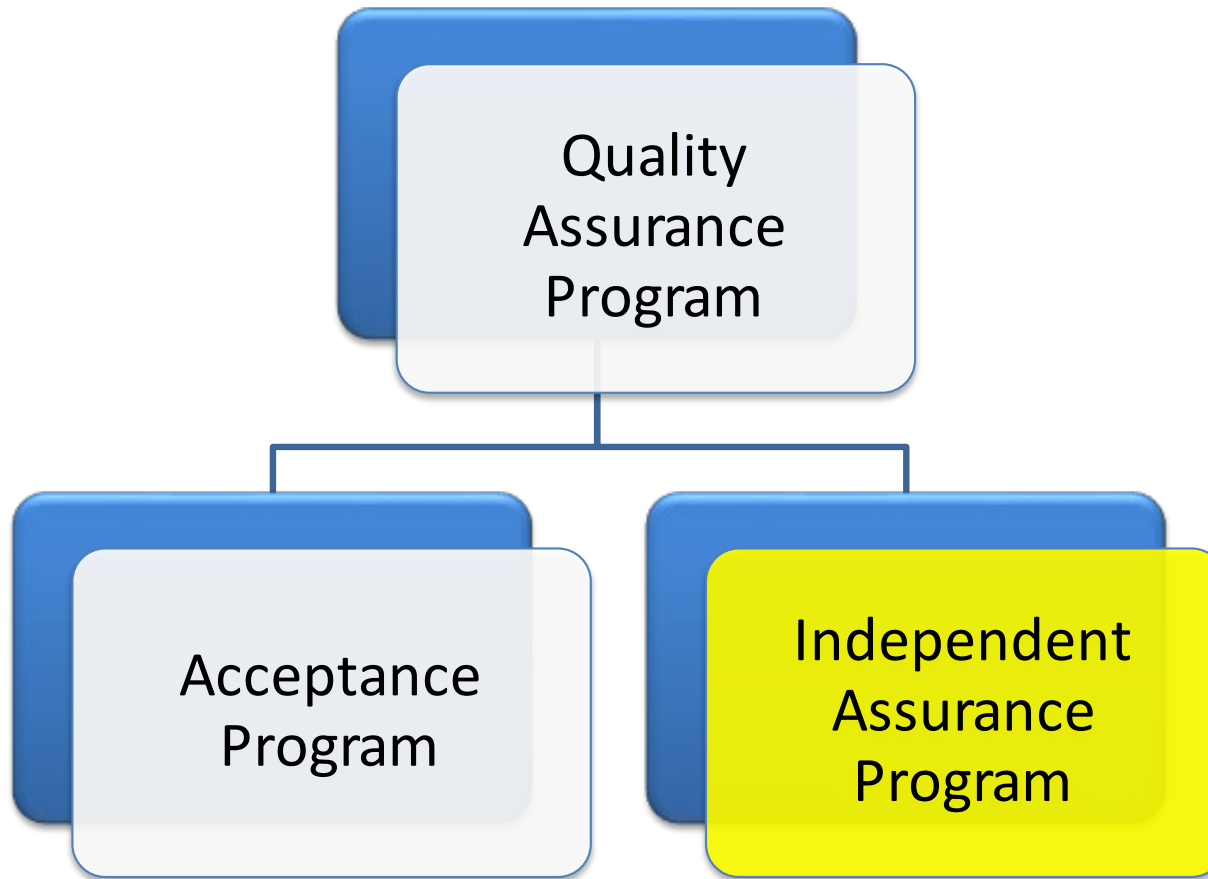 Quality
Assurance
Program
Acceptance
Program
Independent
Assurance
Program